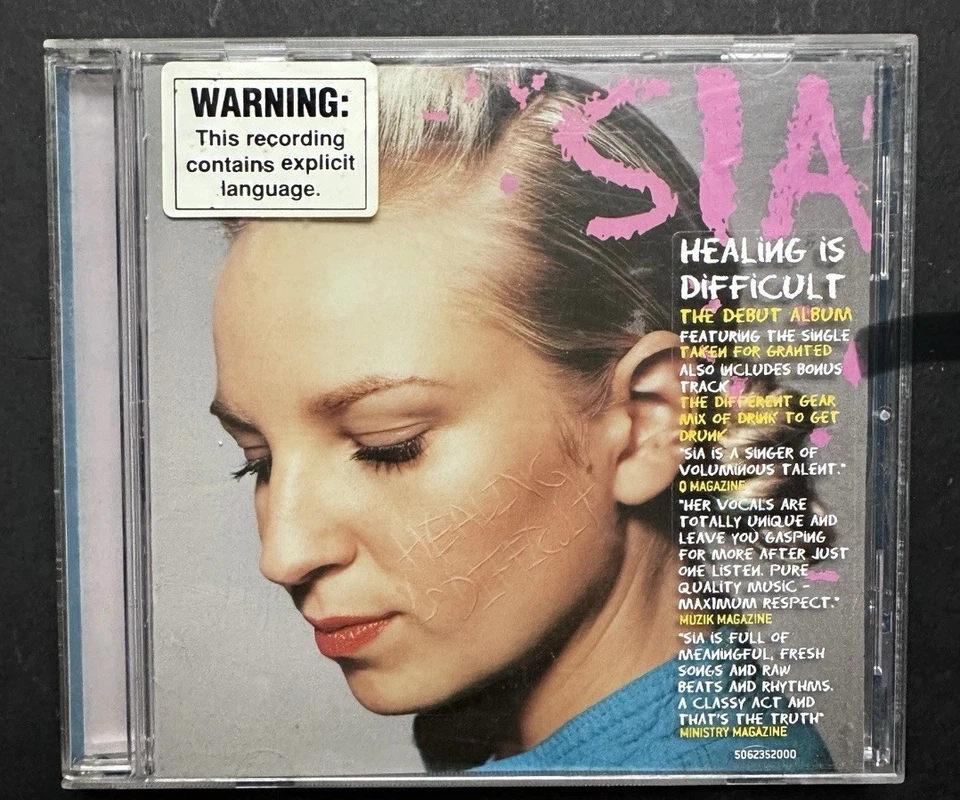 WARNING:
This recording
contains explicit
language.
SIA
HEALING IS
DIFFICULT
THE DEBUT ALBUM
FEATURING THE SINGLE
TAKEN FOR GRANTED
ALSO INCLUDES BONUS
TRACK
THE DIFFERENT GEAR
MIX OF DRINK TO GET
DRUNK
"SIA IS A SINGER OF
VOLUMINOUS TALENT."
Q MAGAZINE
"HER VOCALS ARE
TOTALLY UNIQUE AND
LEAVE YOU GASPING
FOR MORE AFTER JUST
ONE LISTEN. PURE
QUALITY MUSIC -
MAXIMUM RESPECT."
MUZIK MAGAZINE
"SIA IS FULL OF
MEANINGFUL, FRESH
SONGS AND RAW
BEATS AND RHYTHMS.
A CLASSY ACT AND
THAT'S THE TRUTH"
MINISTRY MAGAZINE
5062352000
HEALING
IS DIFFICULT